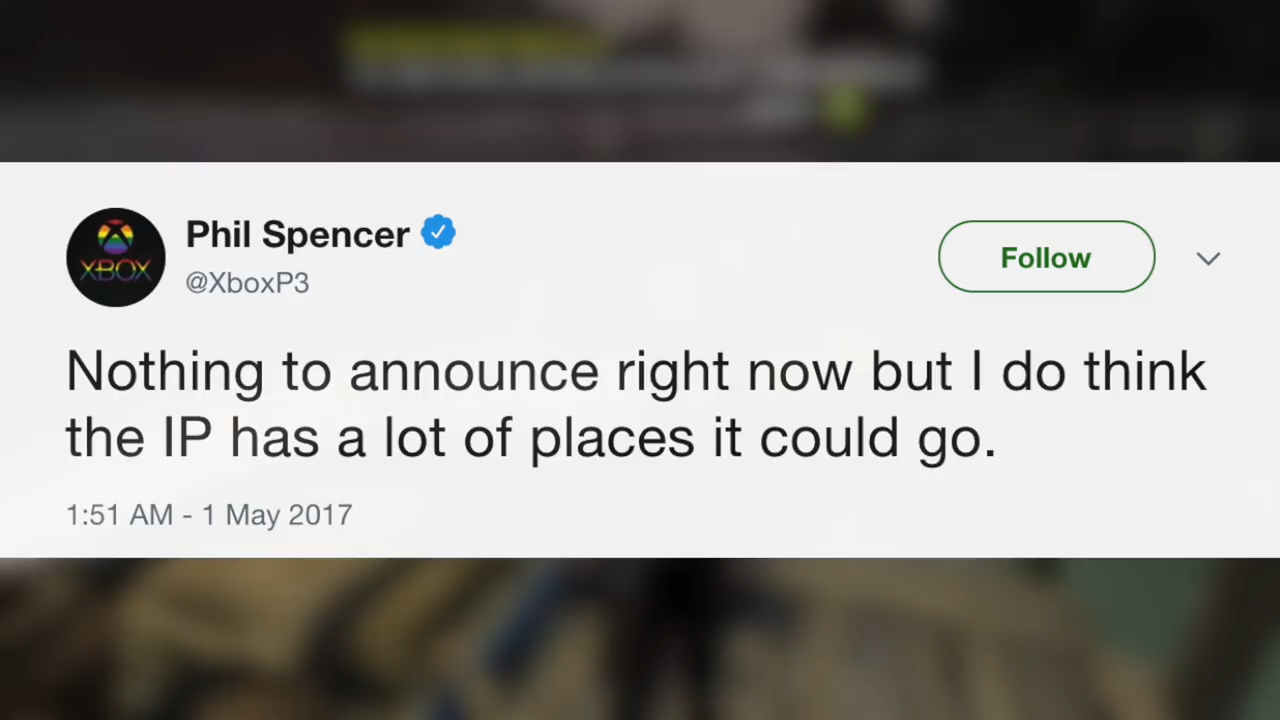 XBOX
Phil Spencer
@XboxP3
Follow
Nothing to announce right now but I do think
the IP has a lot of places it could go.
1:51 AM - 1 May 2017